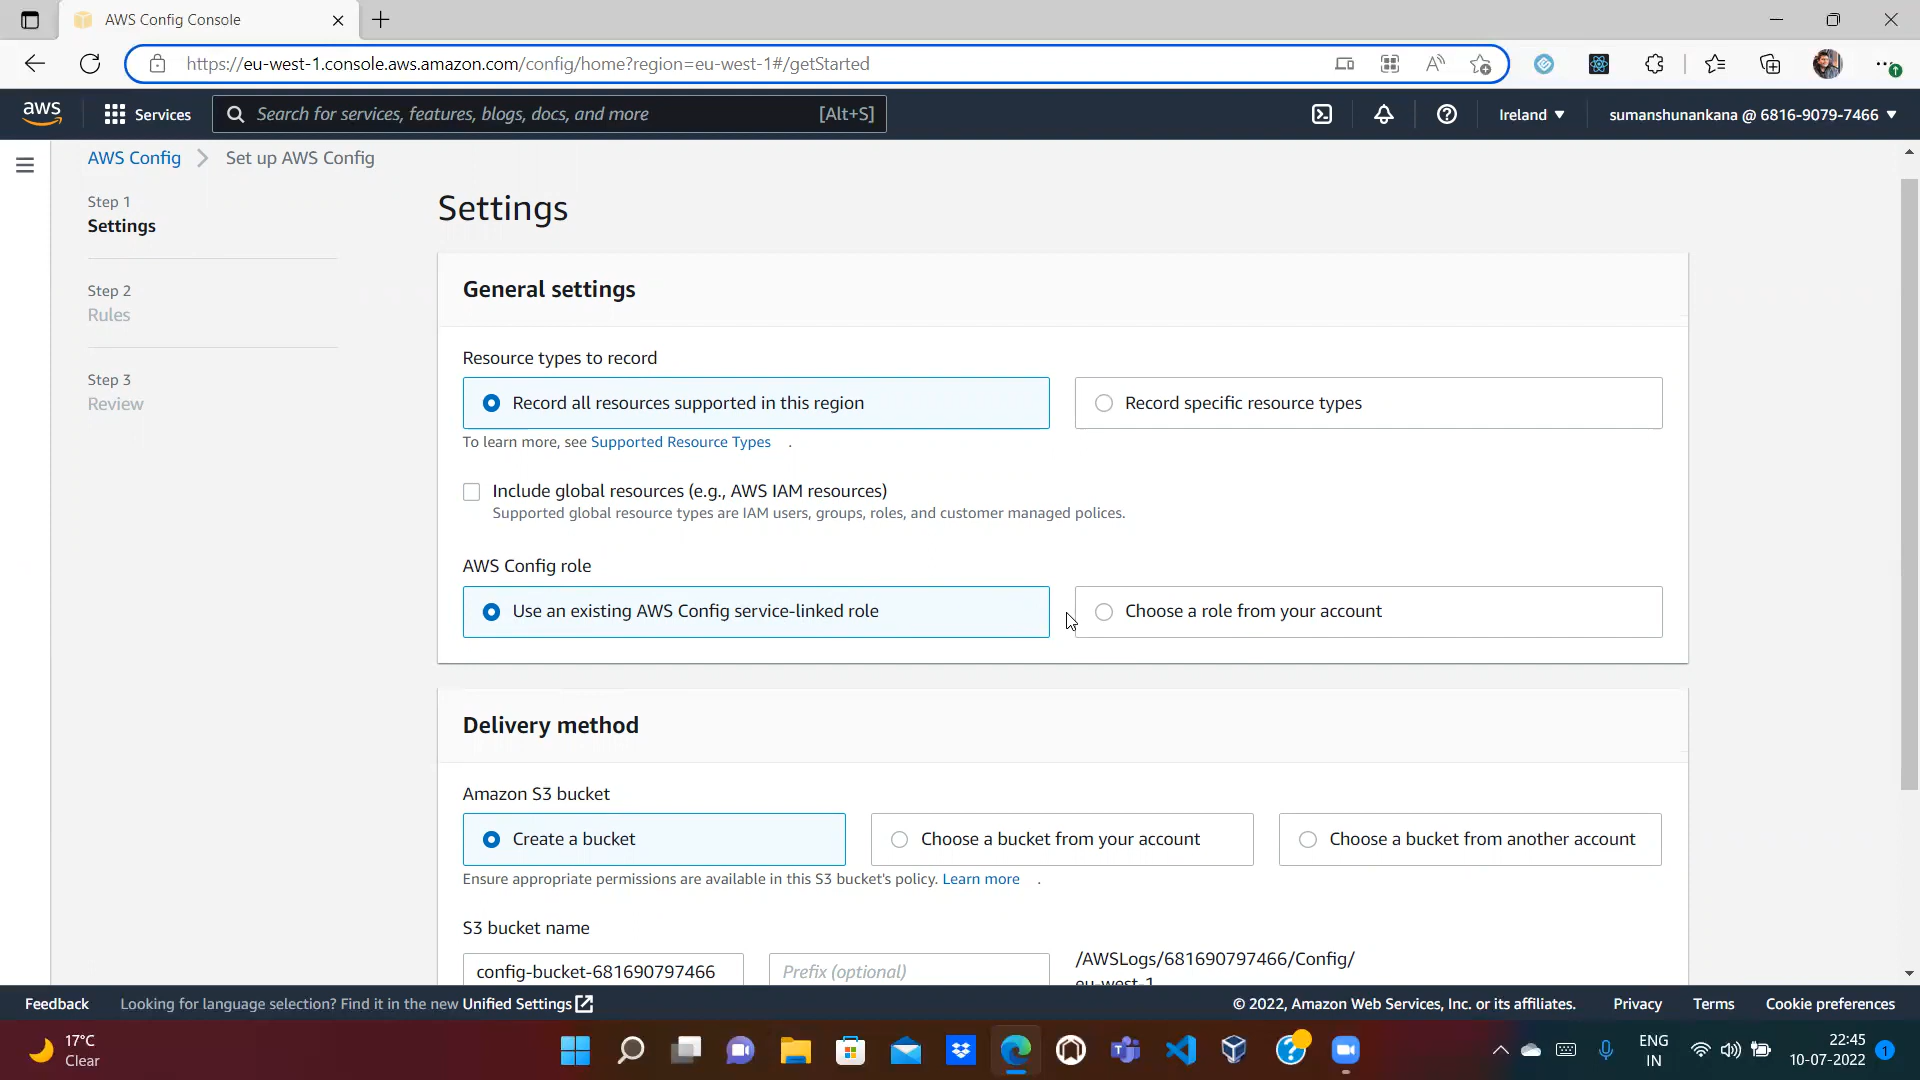 AWS Config Console
https://eu-west-1.console.aws.amazon.com/config/home?region=eu-west-1#/getStarted
aws
Services
Search for services, features, blogs, docs, and more
[Alt+S]
Ireland
sumanshunankana @ 6816-9079-7466
AWS Config
Set up AWS Config
Step 1
Settings
Step 2
Rules
Step 3
Review
Settings
General settings
Resource types to record
Record all resources supported in this region
Record specific resource types
To learn more, see Supported Resource Types .
Include global resources (e.g., AWS IAM resources)
Supported global resource types are IAM users, groups, roles, and customer managed polices.
AWS Config role
Use an existing AWS Config service-linked role
Choose a role from your account
Delivery method
Amazon S3 bucket
Create a bucket
Choose a bucket from your account
Choose a bucket from another account
Ensure appropriate permissions are available in this S3 bucket's policy. Learn more .
S3 bucket name
config-bucket-681690797466
Prefix (optional)
/AWSLogs/681690797466/Config/
eu-west-1
Feedback
Looking for language selection? Find it in the new Unified Settings
© 2022, Amazon Web Services, Inc. or its affiliates.
Privacy
Terms
Cookie preferences
17°C
Clear
ENG
IN
22:45
10-07-2022
1